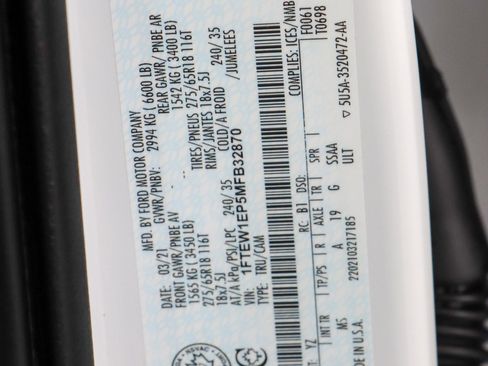 MFD. BY FORD MOTOR COMPANY
03/21 GVWR/PNBV: 2994 KG ( 6600 LB)
FRONT GAWR/ PNBE AV REAR GAWR/ PNBE AR
1565 KG ( 3450 LB) 1542 KG ( 3400 LB)
275/65R18 116T TIRES/PNEUS 275/65R18 116T
18x7.5J RIMS/JANTES 18x7.5J
AT/A kPa/PSI/LPC 240/ 35 COLD/A FROID 240/ 35
/JUMELEES
VIN: 1FTEW1EP5MFB32870
TYPE: TRU/CAM
COMPLIES: ICES/NMB
F0061
T0698
RC: B1 DSO:
YZ
INT TR TP/PS R AXLE TR SPR
MS A 19 G SSAA
ULT
2202103217185
▽ 5U5A-3520472-AA
DE IN U.S.A.